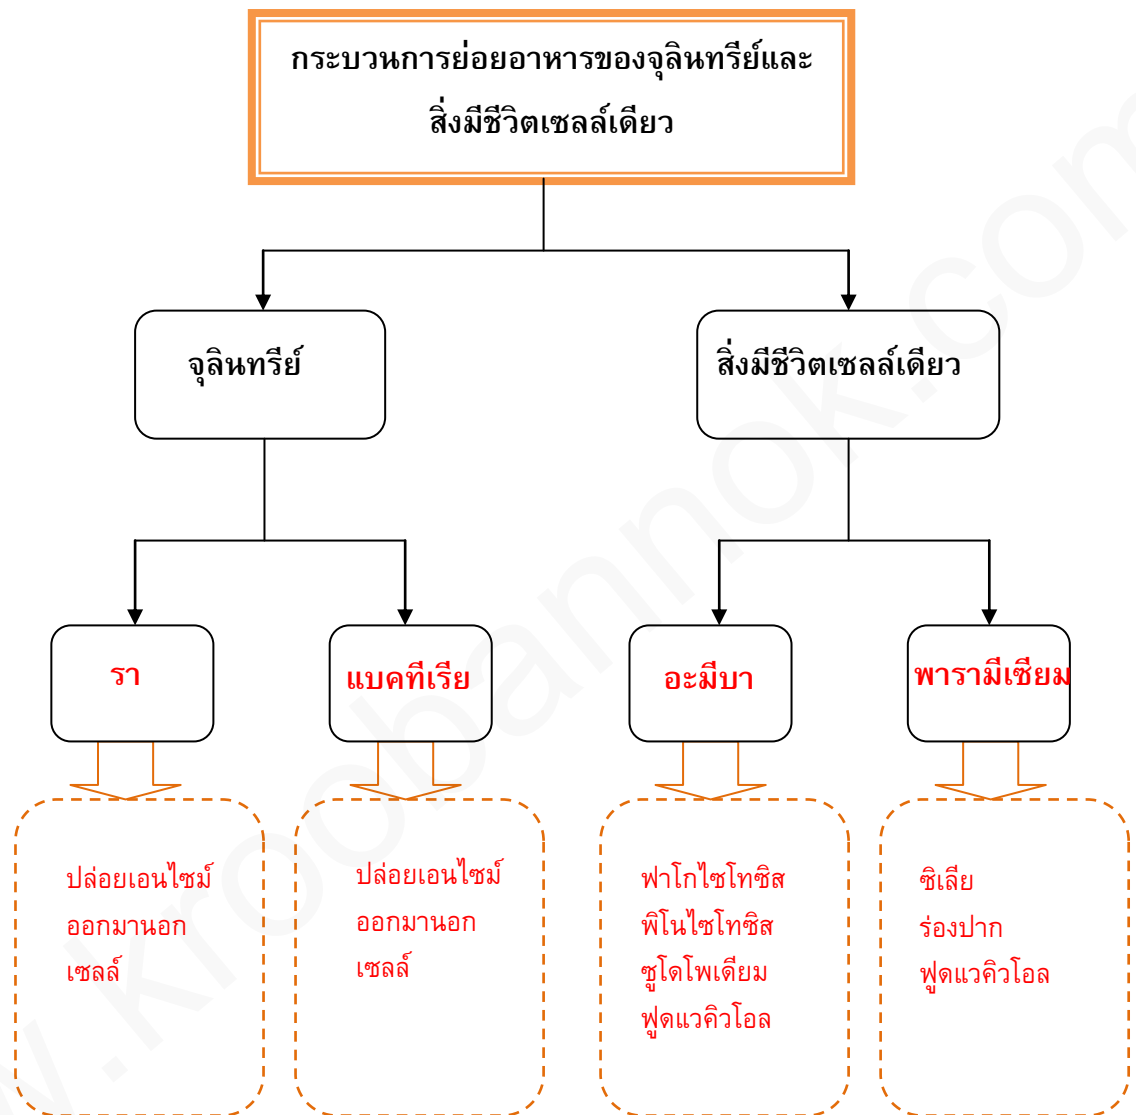 กระบวนการย่อยอาหารของจุลินทรีย์และ
สิ่งมีชีวิตเซลล์เดียว
จุลินทรีย์
สิ่งมีชีวิตเซลล์เดียว
รา
แบคทีเรีย
อะมีบา
พารามีเซียม
ปล่อยเอนไซม์
ออกมานอก
เซลล์
ปล่อยเอนไซม์
ออกมานอก
เซลล์
ฟาโกไซโทซิส
พิโนไซโทซิส
ซูโดโพเดียม
ฟูดแวคิวโอล
ซิเลีย
ร่องปาก
ฟูดแวคิวโอล
w.kroobannok.com